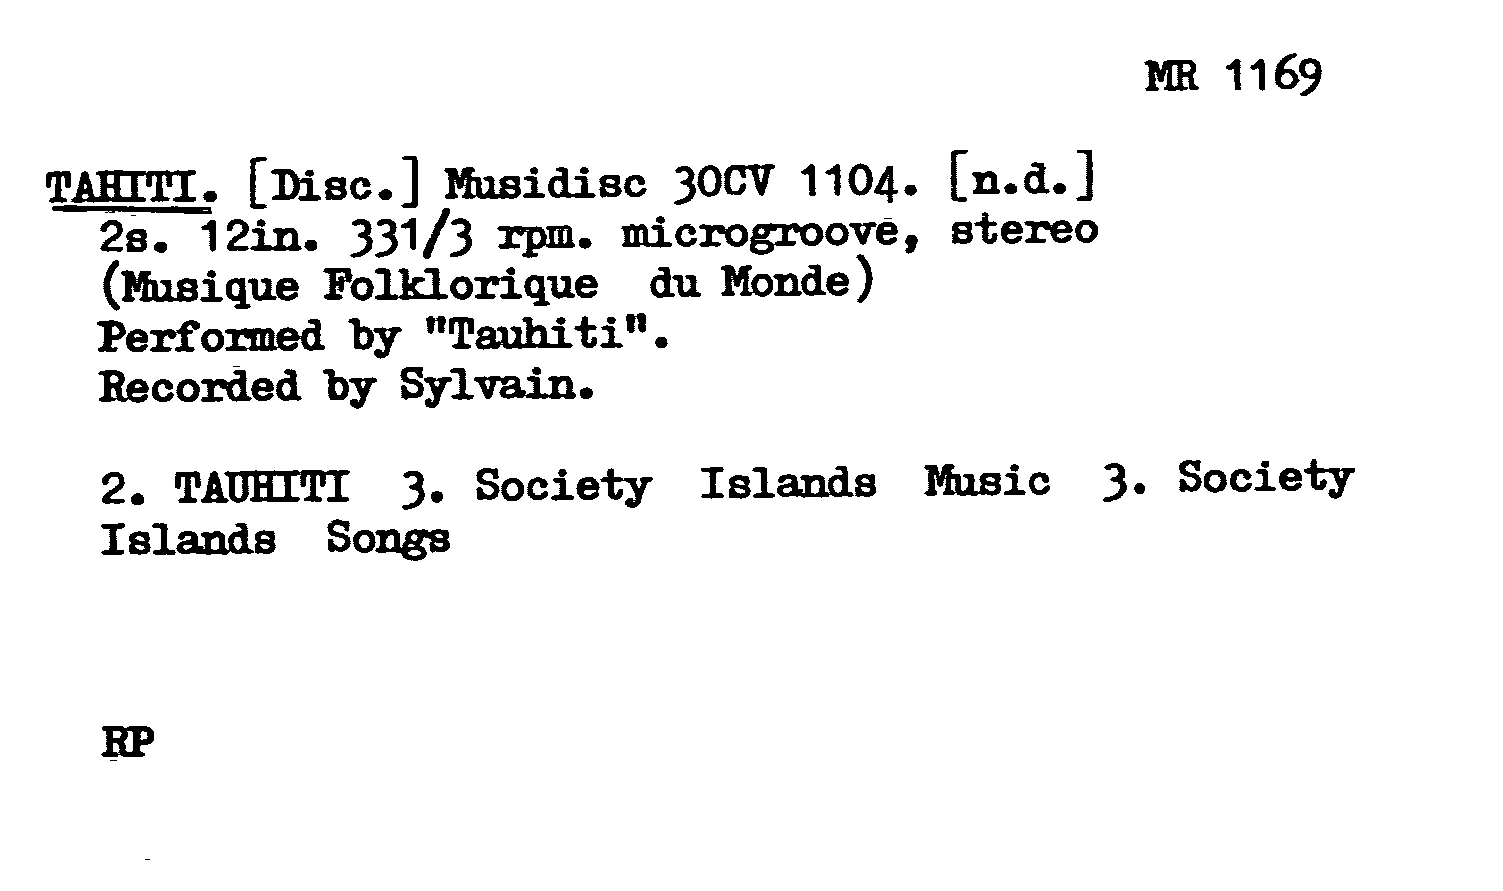 MR 1169
TAHITI. [Disc.] Musidisc 30CV 1104. [n.d.]
2s. 12in. 331/3 rpm. microgroove, stereo
(Musique Folklorique du Monde)
Performed by "Tauhiti".
Recorded by Sylvain.
2. TAUHITI 3. Society Islands Music 3. Society
Islands Songs
RP